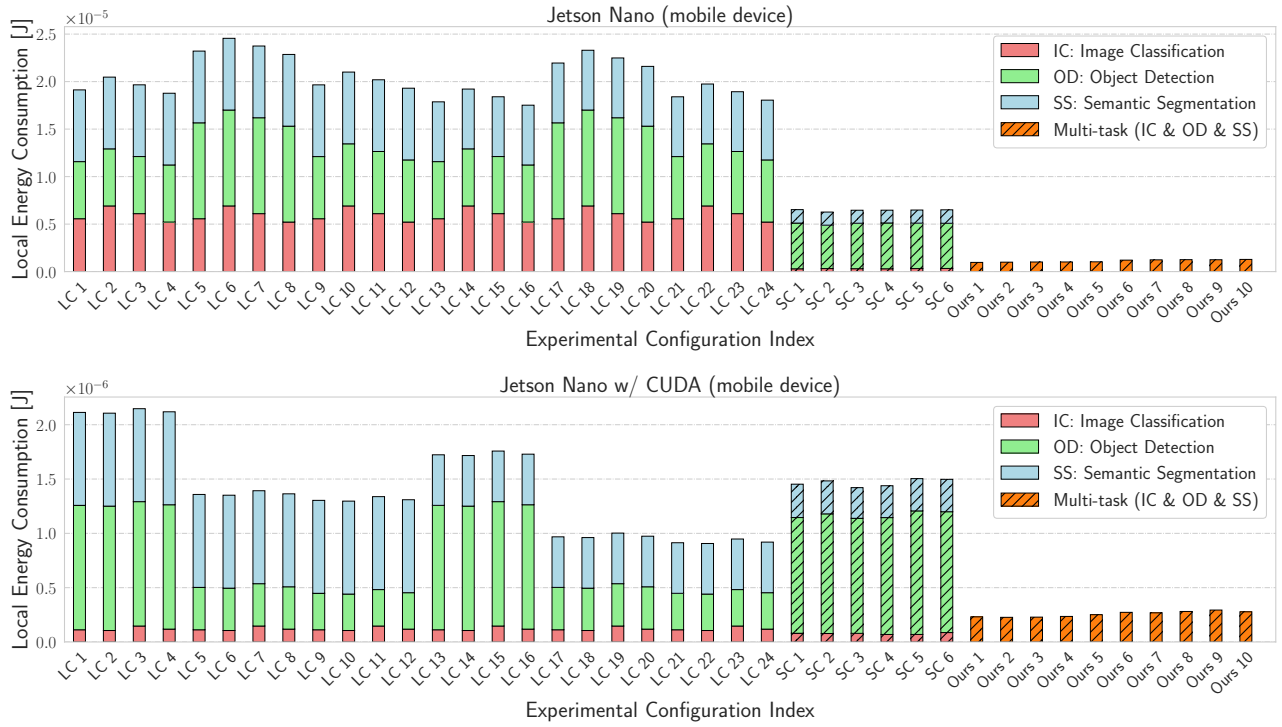 Jetson Nano (mobile device)
×10⁻⁵
Local Energy Consumption [J]
2.5
2.0
1.5
1.0
0.5
0.0
IC: Image Classification
OD: Object Detection
SS: Semantic Segmentation
Multi-task (IC & OD & SS)
LC 1 LC 2 LC 3 LC 4 LC 5 LC 6 LC 7 LC 8 LC 9 LC 10 LC 11 LC 12 LC 13 LC 14 LC 15 LC 16 LC 17 LC 18 LC 19 LC 20 LC 21 LC 22 LC 23 LC 24 SC 1 SC 2 SC 3 SC 4 SC 5 SC 6 Ours 1 Ours 2 Ours 3 Ours 4 Ours 5 Ours 6 Ours 7 Ours 8 Ours 9 Ours 10
Experimental Configuration Index
Jetson Nano w/ CUDA (mobile device)
×10⁻⁶
Local Energy Consumption [J]
2.0
1.5
1.0
0.5
0.0
IC: Image Classification
OD: Object Detection
SS: Semantic Segmentation
Multi-task (IC & OD & SS)
LC 1 LC 2 LC 3 LC 4 LC 5 LC 6 LC 7 LC 8 LC 9 LC 10 LC 11 LC 12 LC 13 LC 14 LC 15 LC 16 LC 17 LC 18 LC 19 LC 20 LC 21 LC 22 LC 23 LC 24 SC 1 SC 2 SC 3 SC 4 SC 5 SC 6 Ours 1 Ours 2 Ours 3 Ours 4 Ours 5 Ours 6 Ours 7 Ours 8 Ours 9 Ours 10
Experimental Configuration Index